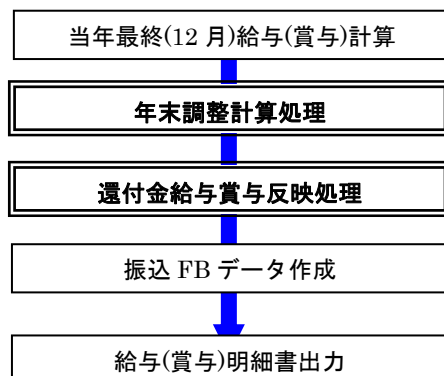 当年最終(12 月)給与(賞与)計算
年末調整計算処理
還付金給与賞与反映処理
振込 FB データ作成
給与(賞与)明細書出力